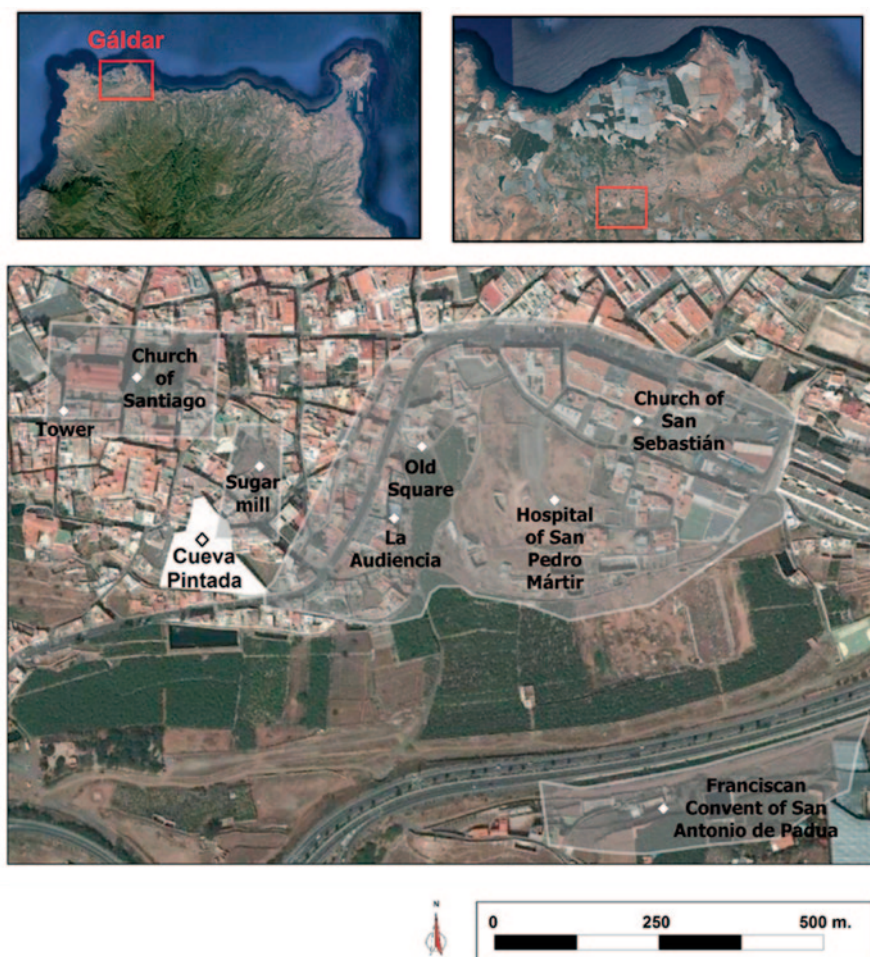 Gáldar
Church
of
Santiago
Tower
Sugar
mill
Cueva
Pintada
Old
Square
La
Audiencia
Church of
San
Sebastián
Hospital
of San
Pedro
Mártir
Franciscan
Convent of San
Antonio de Padua
N
0 250 500 m.